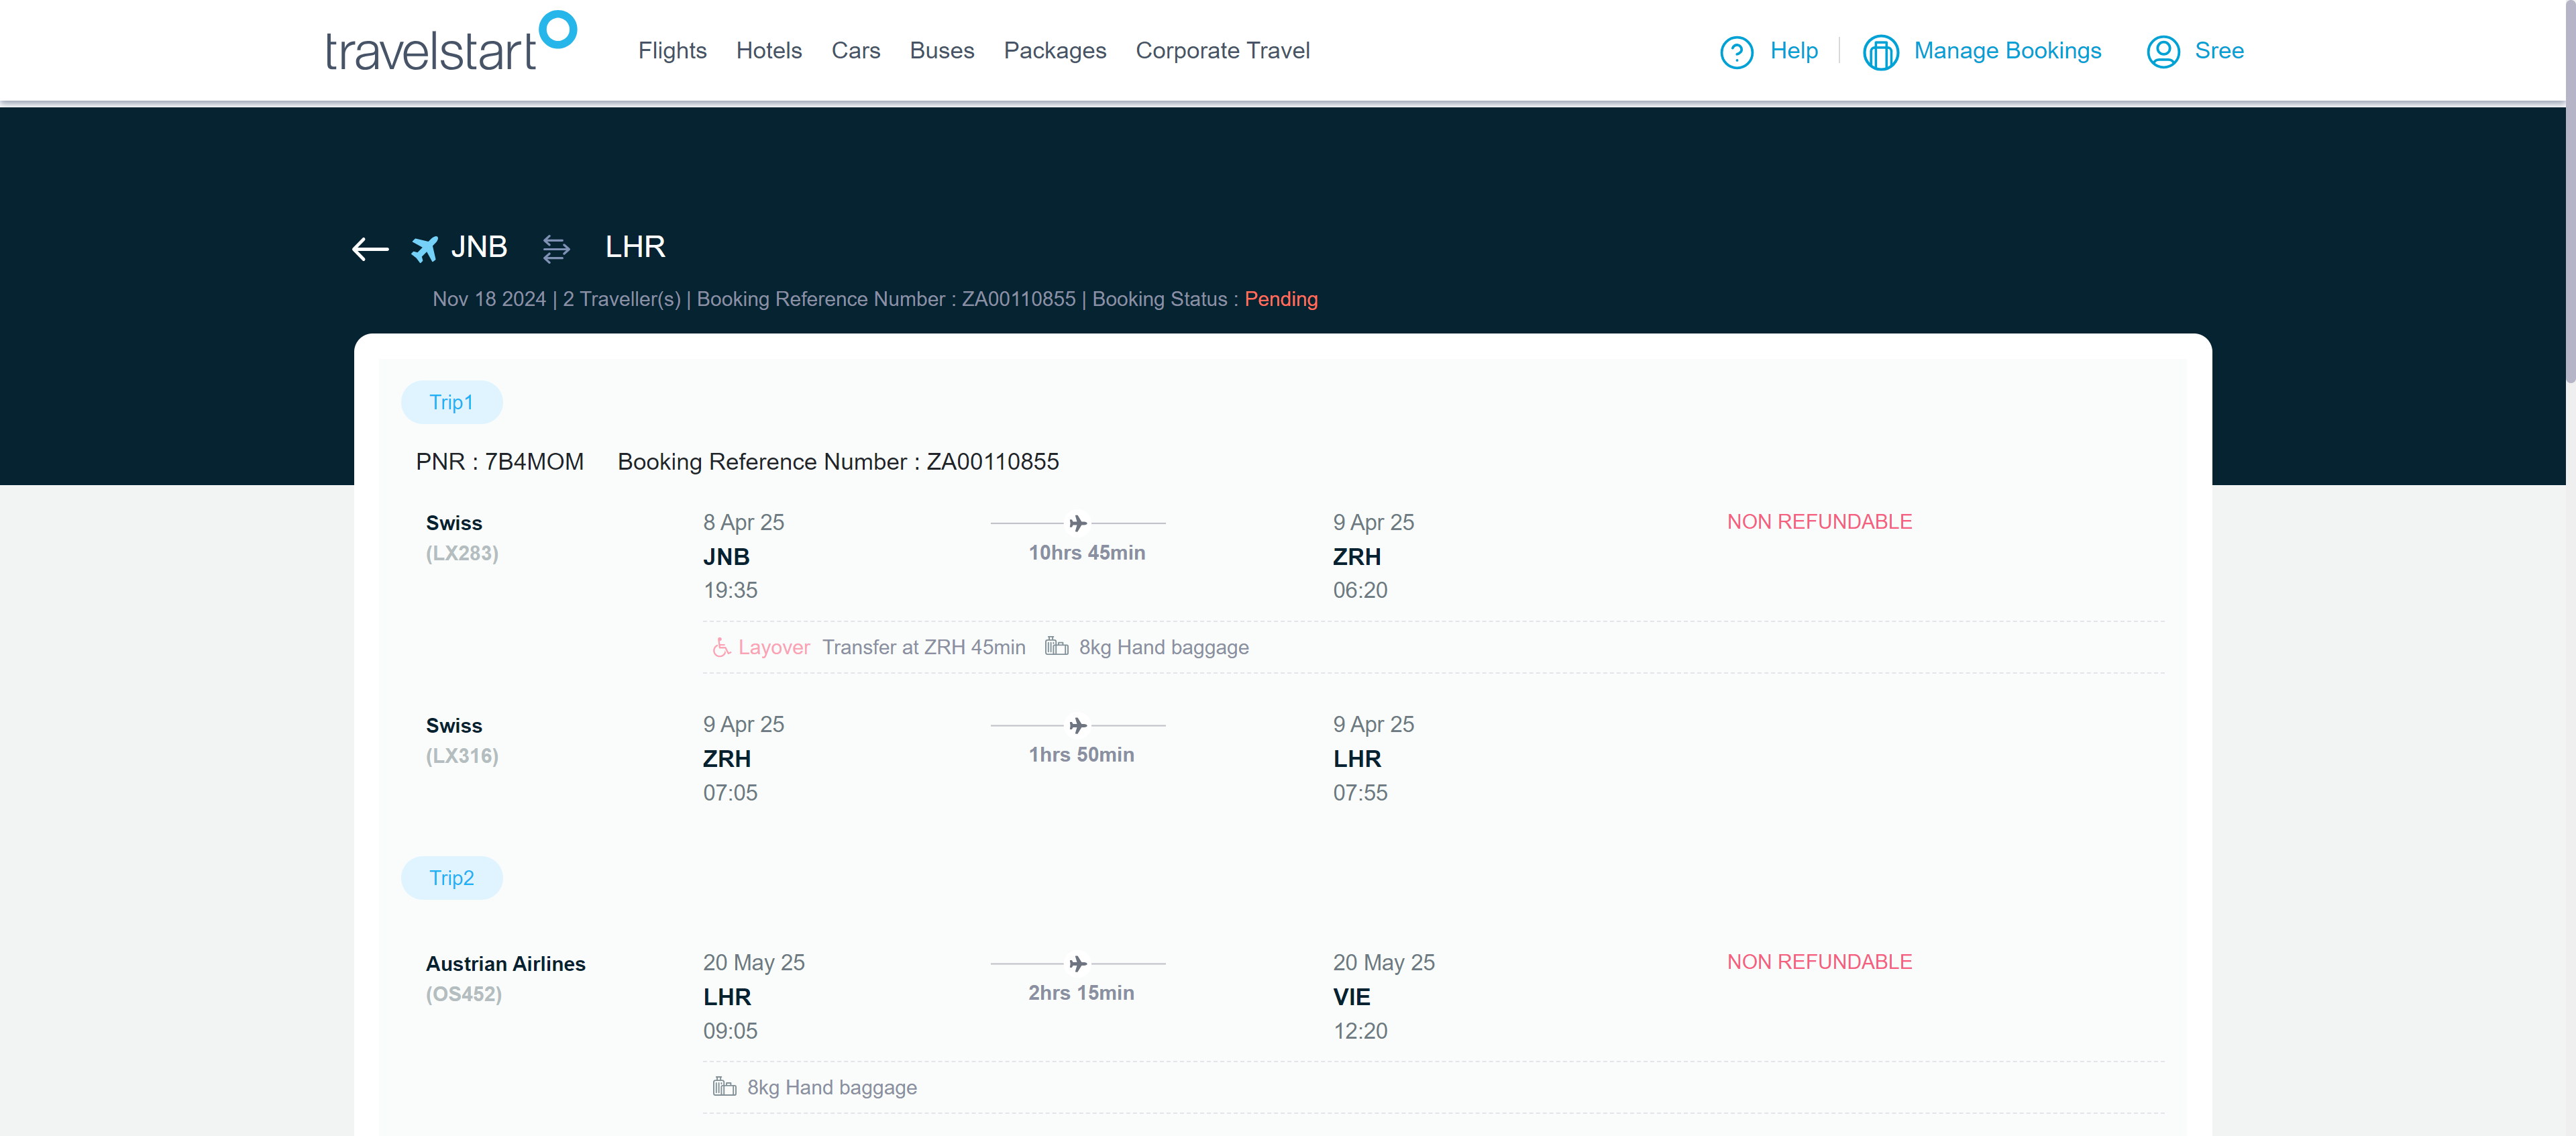 travelstart Flights Hotels Cars Buses Packages Corporate Travel Help Manage Bookings Sree
JNB LHR
Nov 18 2024 | 2 Traveller(s) | Booking Reference Number : ZA00110855 | Booking Status : Pending
Trip1
PNR : 7B4MOM Booking Reference Number : ZA00110855
Swiss 8 Apr 25 9 Apr 25 NON REFUNDABLE
(LX283) JNB 10hrs 45min ZRH
19:35 06:20
Layover Transfer at ZRH 45min 8kg Hand baggage
Swiss 9 Apr 25 9 Apr 25
(LX316) ZRH 1hrs 50min LHR
07:05 07:55
Trip2
Austrian Airlines 20 May 25 20 May 25 NON REFUNDABLE
(OS452) LHR 2hrs 15min VIE
09:05 12:20
8kg Hand baggage